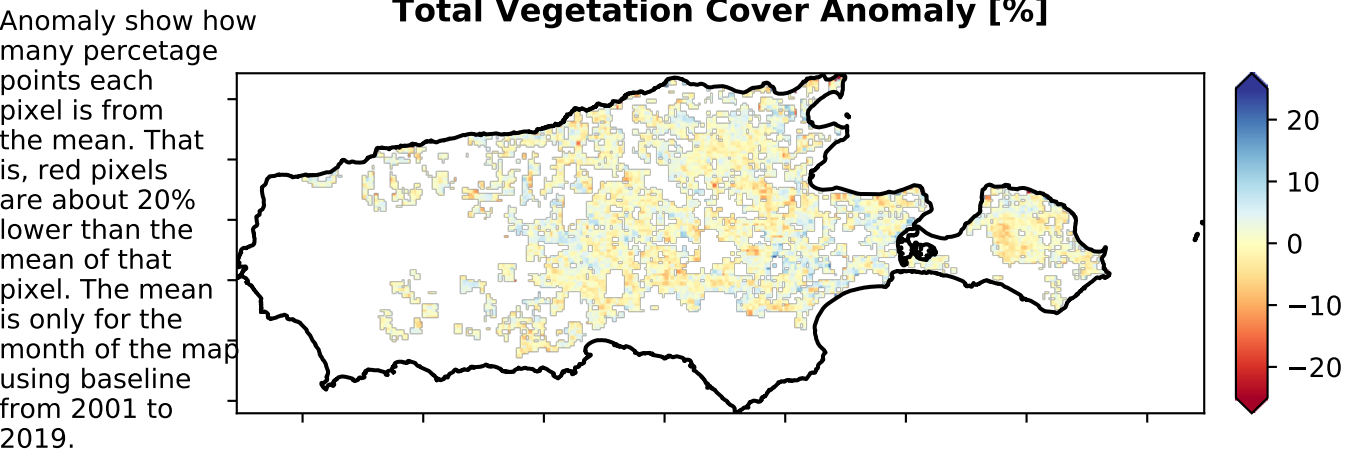 Total Vegetation Cover Anomaly [%]
Anomaly show how
many percetage
points each
pixel is from
the mean. That
is, red pixels
are about 20%
lower than the
mean of that
pixel. The mean
is only for the
month of the map
using baseline
from 2001 to
2019.
20
10
0
−10
−20